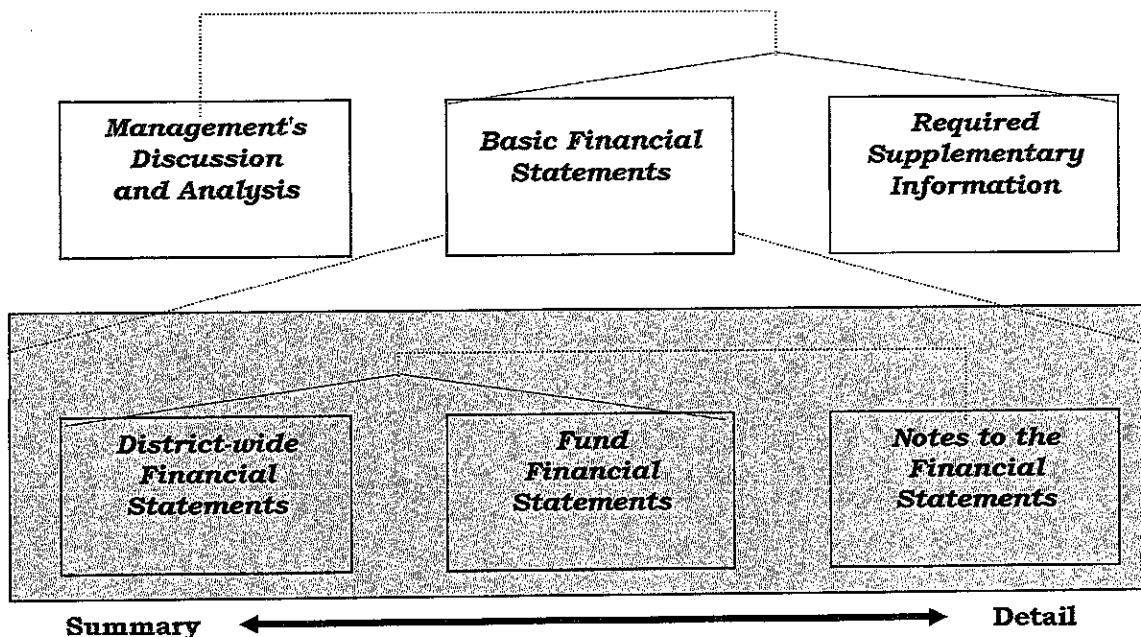 Management's
Discussion
and Analysis
Basic Financial
Statements
Required
Supplementary
Information
District-wide
Financial
Statements
Fund
Financial
Statements
Notes to the
Financial
Statements
Summary
Detail